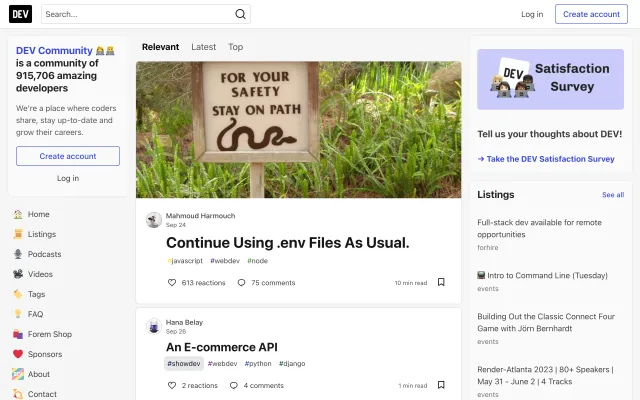 DEV
Search...
Log in
Create account
DEV Community
is a community of
915,706 amazing
developers
We're a place where coders
share, stay up-to-date and
grow their careers.
Create account
Log in
Home
Listings
Podcasts
Videos
Tags
FAQ
Forem Shop
Sponsors
About
Contact
Relevant
Latest
Top
FOR YOUR
SAFETY
STAY ON PATH
Mahmoud Harmouch
Sep 24
Continue Using .env Files As Usual.
#javascript #webdev #node
613 reactions
75 comments
10 min read
Hana Belay
Sep 26
An E-commerce API
#showdev #webdev #python #django
2 reactions
4 comments
1 min read
DEV
Satisfaction
Survey
Tell us your thoughts about DEV!
→ Take the DEV Satisfaction Survey
Listings
See all
Full-stack dev available for remote
opportunities
forhire
Intro to Command Line (Tuesday)
events
Building Out the Classic Connect Four
Game with Jörn Bernhardt
events
Render-Atlanta 2023 | 80+ Speakers |
May 31 - June 2 | 4 Tracks
events